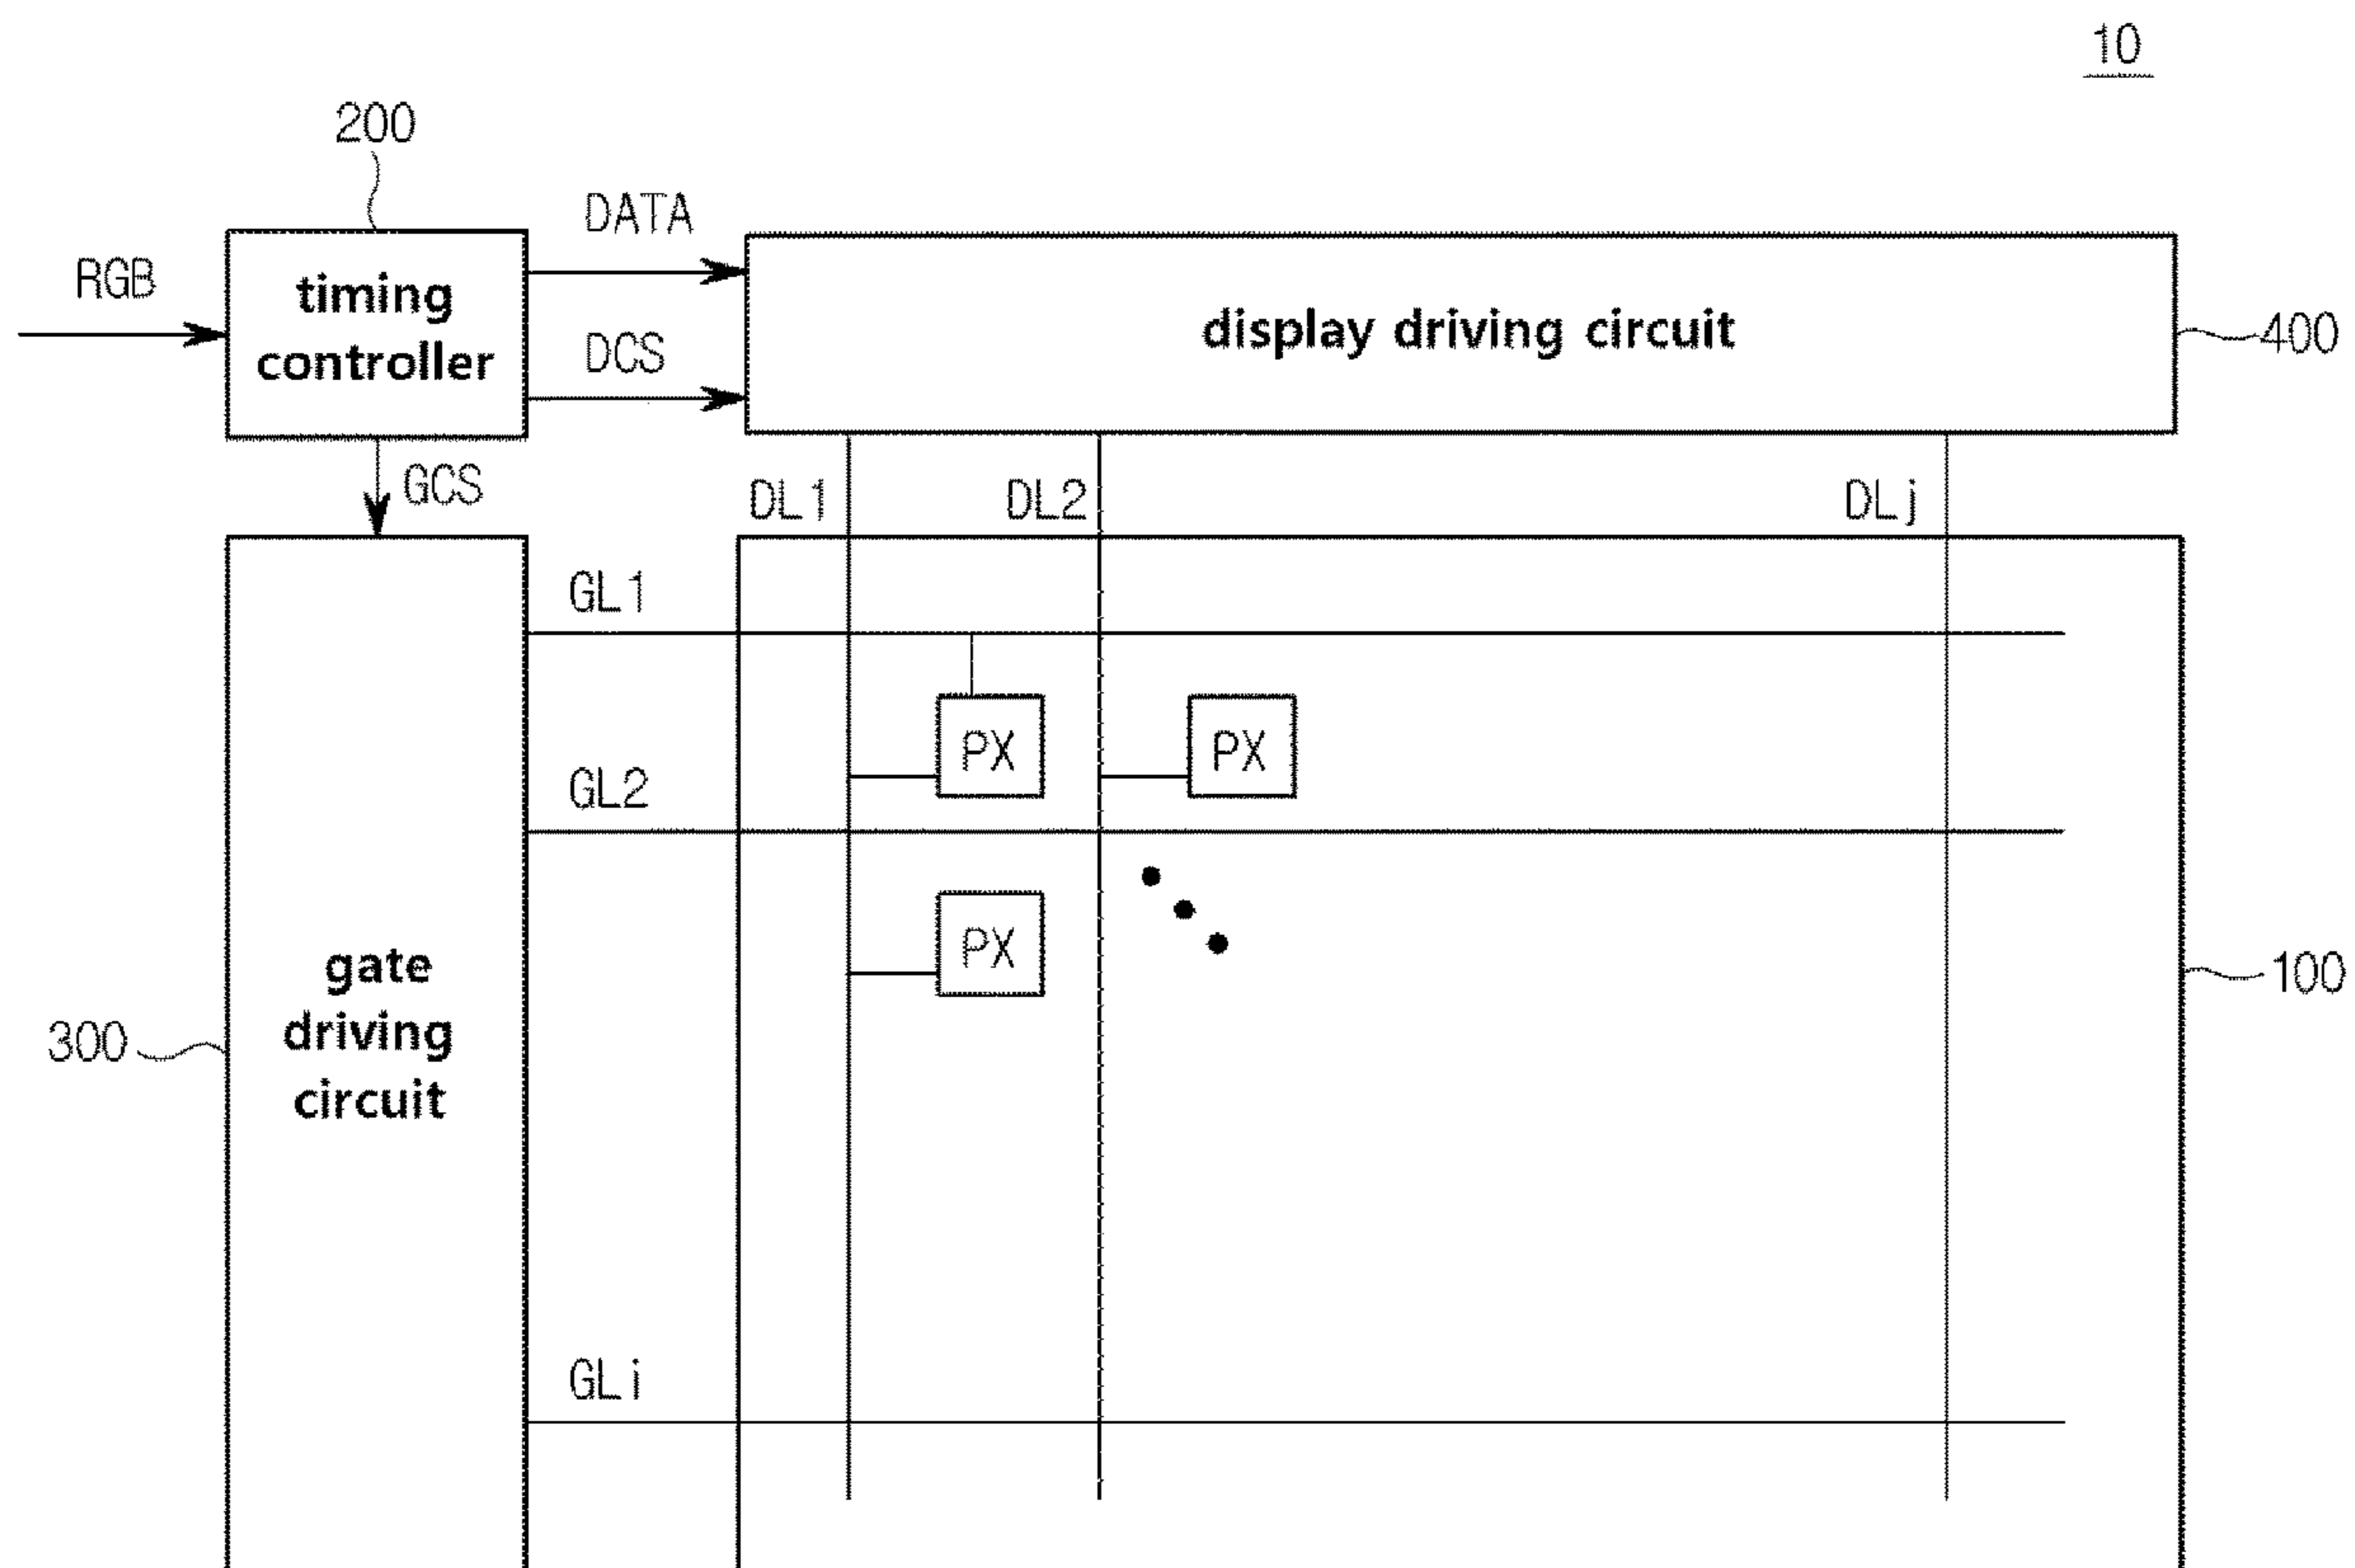 10
200
RGB
timing
controller
DATA
DCS
display driving circuit
400
GCS
DL1
DL2
DLj
GL1
PX
PX
GL2
PX
gate
driving
circuit
300
100
GLi